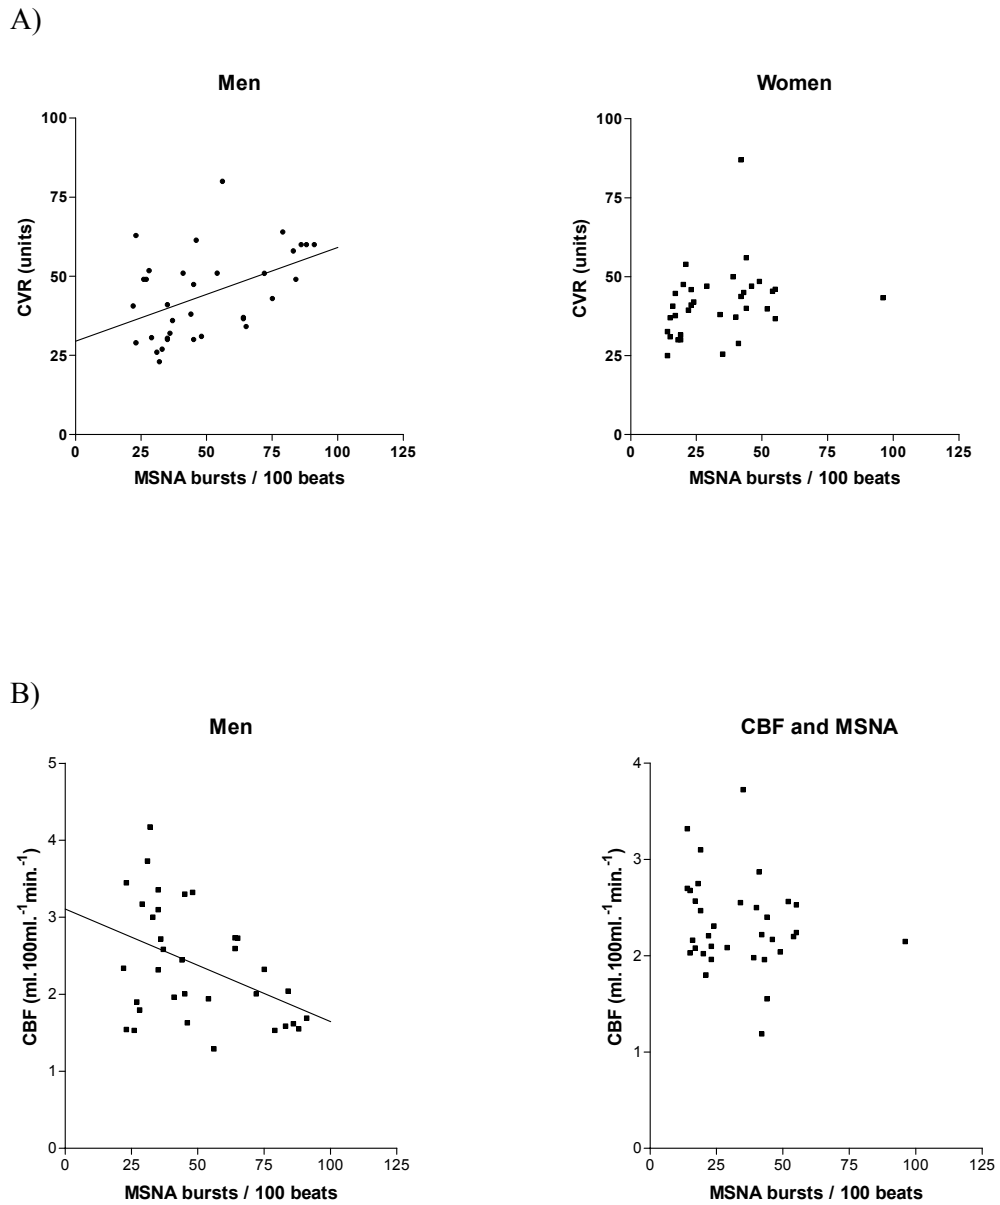 A)
Men
Women
CVR (units)
100
75
50
25
0
0 25 50 75 100 125
MSNA bursts / 100 beats
CVR (units)
100
75
50
25
0
0 25 50 75 100 125
MSNA bursts / 100 beats
B)
Men
CBF and MSNA
CBF (ml.100ml.⁻¹min.⁻¹)
5
4
3
2
1
0
0 25 50 75 100 125
MSNA bursts / 100 beats
CBF (ml.100ml.⁻¹min.⁻¹)
4
3
2
1
0
0 25 50 75 100 125
MSNA bursts / 100 beats